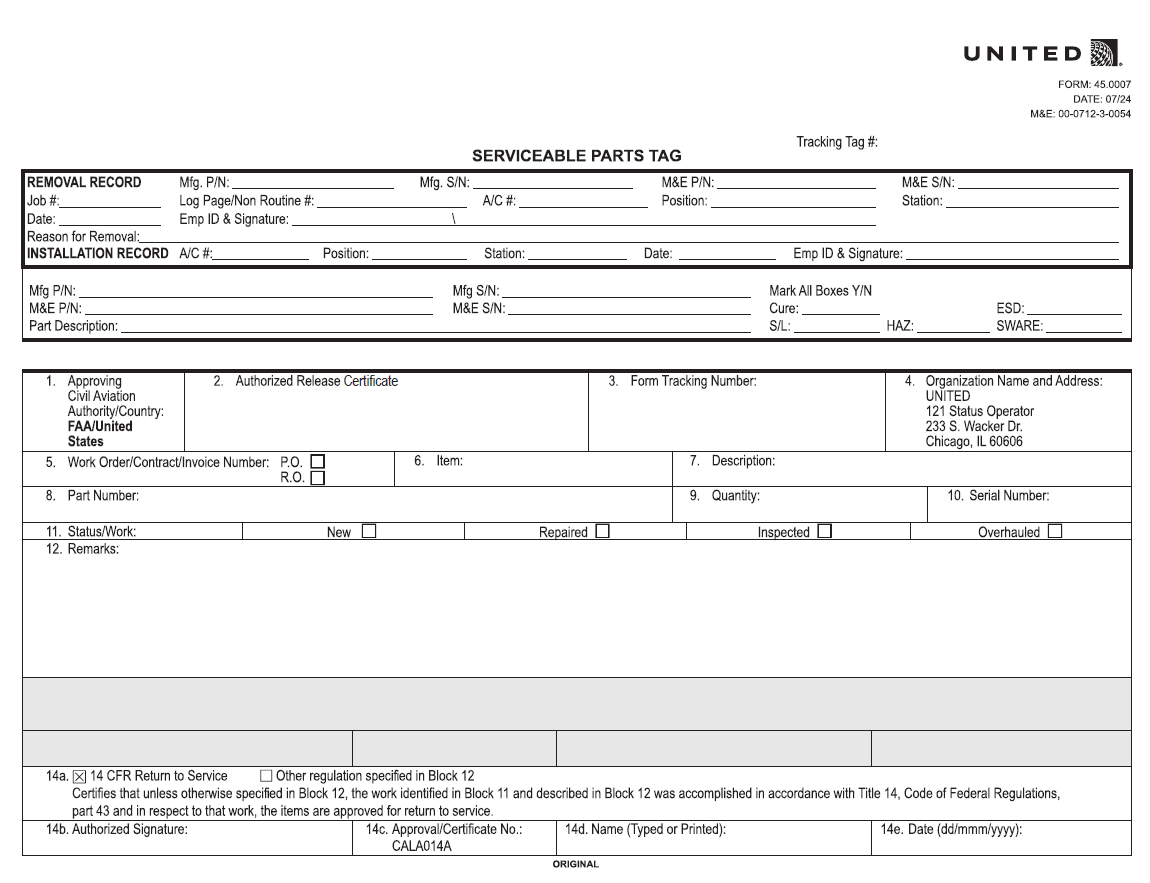 UNITED
FORM: 45.0007
DATE: 07/24
M&E: 00-0712-3-0054
Tracking Tag #:
SERVICEABLE PARTS TAG
REMOVAL RECORD Mfg. P/N: Mfg. S/N: M&E P/N: M&E S/N:
Job #: Log Page/Non Routine #: A/C #: Position: Station:
Date: Emp ID & Signature: \
Reason for Removal:
INSTALLATION RECORD A/C #: Position: Station: Date: Emp ID & Signature:
Mfg P/N: Mfg S/N: Mark All Boxes Y/N
M&E P/N: M&E S/N: Cure: ESD:
Part Description: S/L: HAZ: SWARE:
1. Approving
Civil Aviation
Authority/Country:
FAA/United
States
2. Authorized Release Certificate
3. Form Tracking Number:
4. Organization Name and Address:
UNITED
121 Status Operator
233 S. Wacker Dr.
Chicago, IL 60606
5. Work Order/Contract/Invoice Number: P.O.
R.O.
6. Item:
7. Description:
8. Part Number:
9. Quantity:
10. Serial Number:
11. Status/Work: New Repaired Inspected Overhauled
12. Remarks:
14a. ☒ 14 CFR Return to Service ☐ Other regulation specified in Block 12
Certifies that unless otherwise specified in Block 12, the work identified in Block 11 and described in Block 12 was accomplished in accordance with Title 14, Code of Federal Regulations,
part 43 and in respect to that work, the items are approved for return to service.
14b. Authorized Signature:
14c. Approval/Certificate No.:
CALA014A
14d. Name (Typed or Printed):
14e. Date (dd/mmm/yyyy):
ORIGINAL